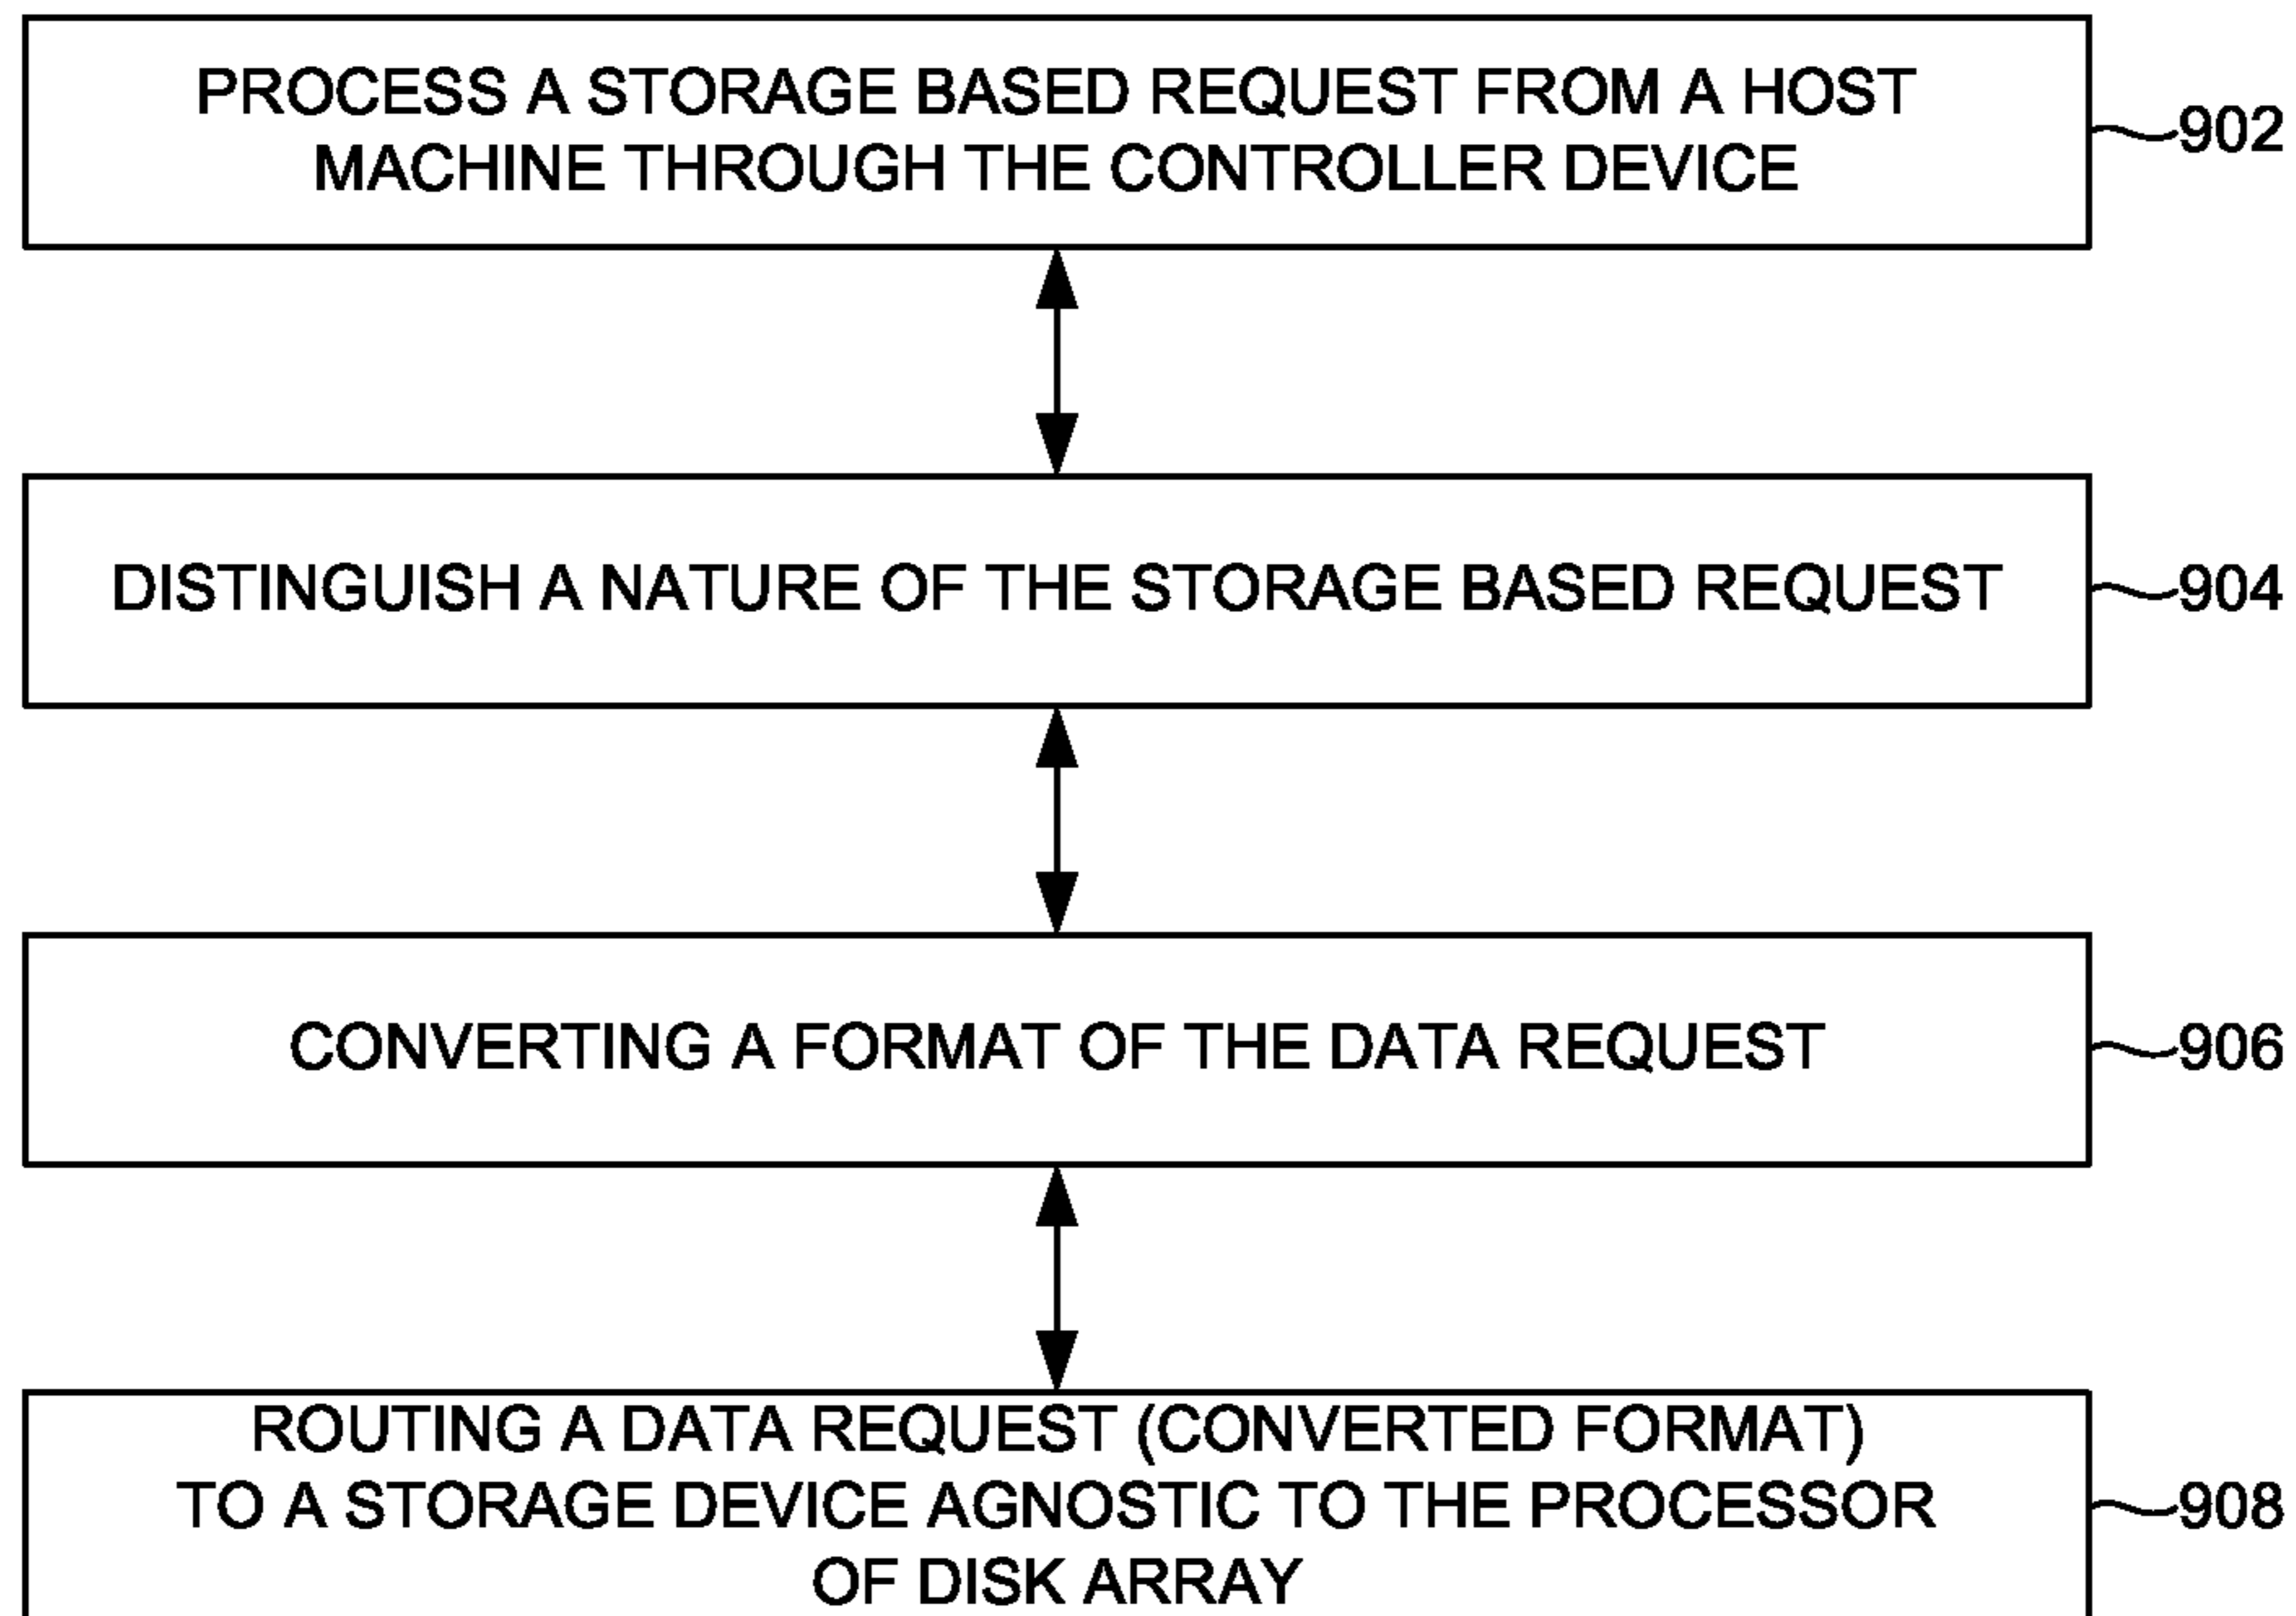 PROCESS A STORAGE BASED REQUEST FROM A HOST
MACHINE THROUGH THE CONTROLLER DEVICE
902
DISTINGUISH A NATURE OF THE STORAGE BASED REQUEST
904
CONVERTING A FORMAT OF THE DATA REQUEST
906
ROUTING A DATA REQUEST (CONVERTED FORMAT)
TO A STORAGE DEVICE AGNOSTIC TO THE PROCESSOR
OF DISK ARRAY
908